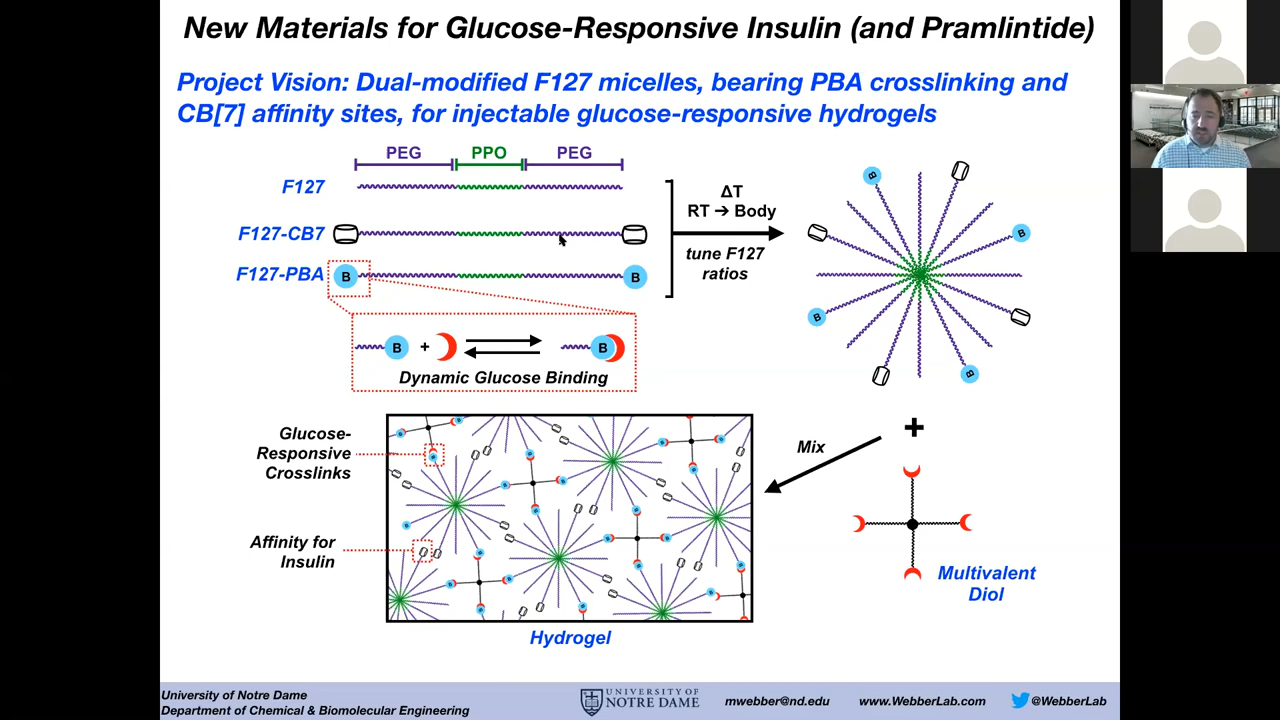 New Materials for Glucose-Responsive Insulin (and Pramlintide)
Project Vision: Dual-modified F127 micelles, bearing PBA crosslinking and
CB[7] affinity sites, for injectable glucose-responsive hydrogels
PEG PPO PEG
F127
F127-CB7
F127-PBA
B
B
ΔT
RT ➔ Body
tune F127
ratios
B
B
B
B
B + B
Dynamic Glucose Binding
Glucose-
Responsive
Crosslinks
Affinity for
Insulin
Mix
+
Multivalent
Diol
Hydrogel
University of Notre Dame
Department of Chemical & Biomolecular Engineering
UNIVERSITY OF
NOTRE DAME
mwebber@nd.edu
www.WebberLab.com
@WebberLab